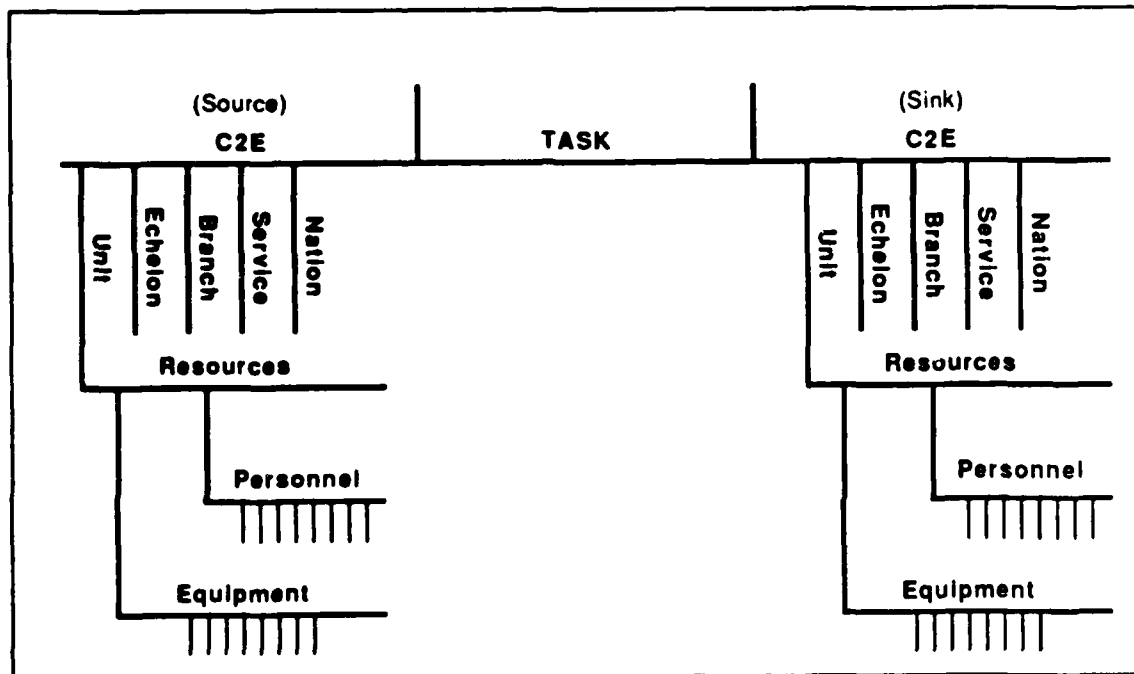 (Source)
C2E
TASK
(Sink)
C2E
Unit
Echelon
Branch
Service
Nation
Unit
Echelon
Branch
Service
Nation
Resources
Resources
Personnel
Personnel
Equipment
Equipment